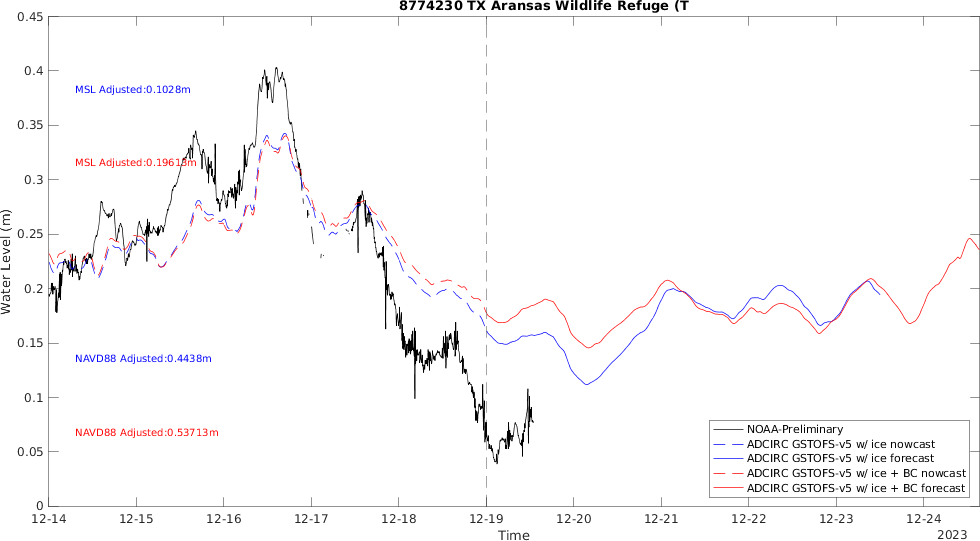 8774230 TX Aransas Wildlife Refuge (T
Water Level (m)
0.45
0.4
0.35
0.3
0.25
0.2
0.15
0.1
0.05
0
MSL Adjusted:0.1028m
MSL Adjusted:0.19613m
NAVD88 Adjusted:0.4438m
NAVD88 Adjusted:0.53713m
NOAA-Preliminary
ADCIRC GSTOFS-v5 w/ ice nowcast
ADCIRC GSTOFS-v5 w/ ice forecast
ADCIRC GSTOFS-v5 w/ ice + BC nowcast
ADCIRC GSTOFS-v5 w/ ice + BC forecast
12-14 12-15 12-16 12-17 12-18 12-19 12-20 12-21 12-22 12-23 12-24
Time
2023